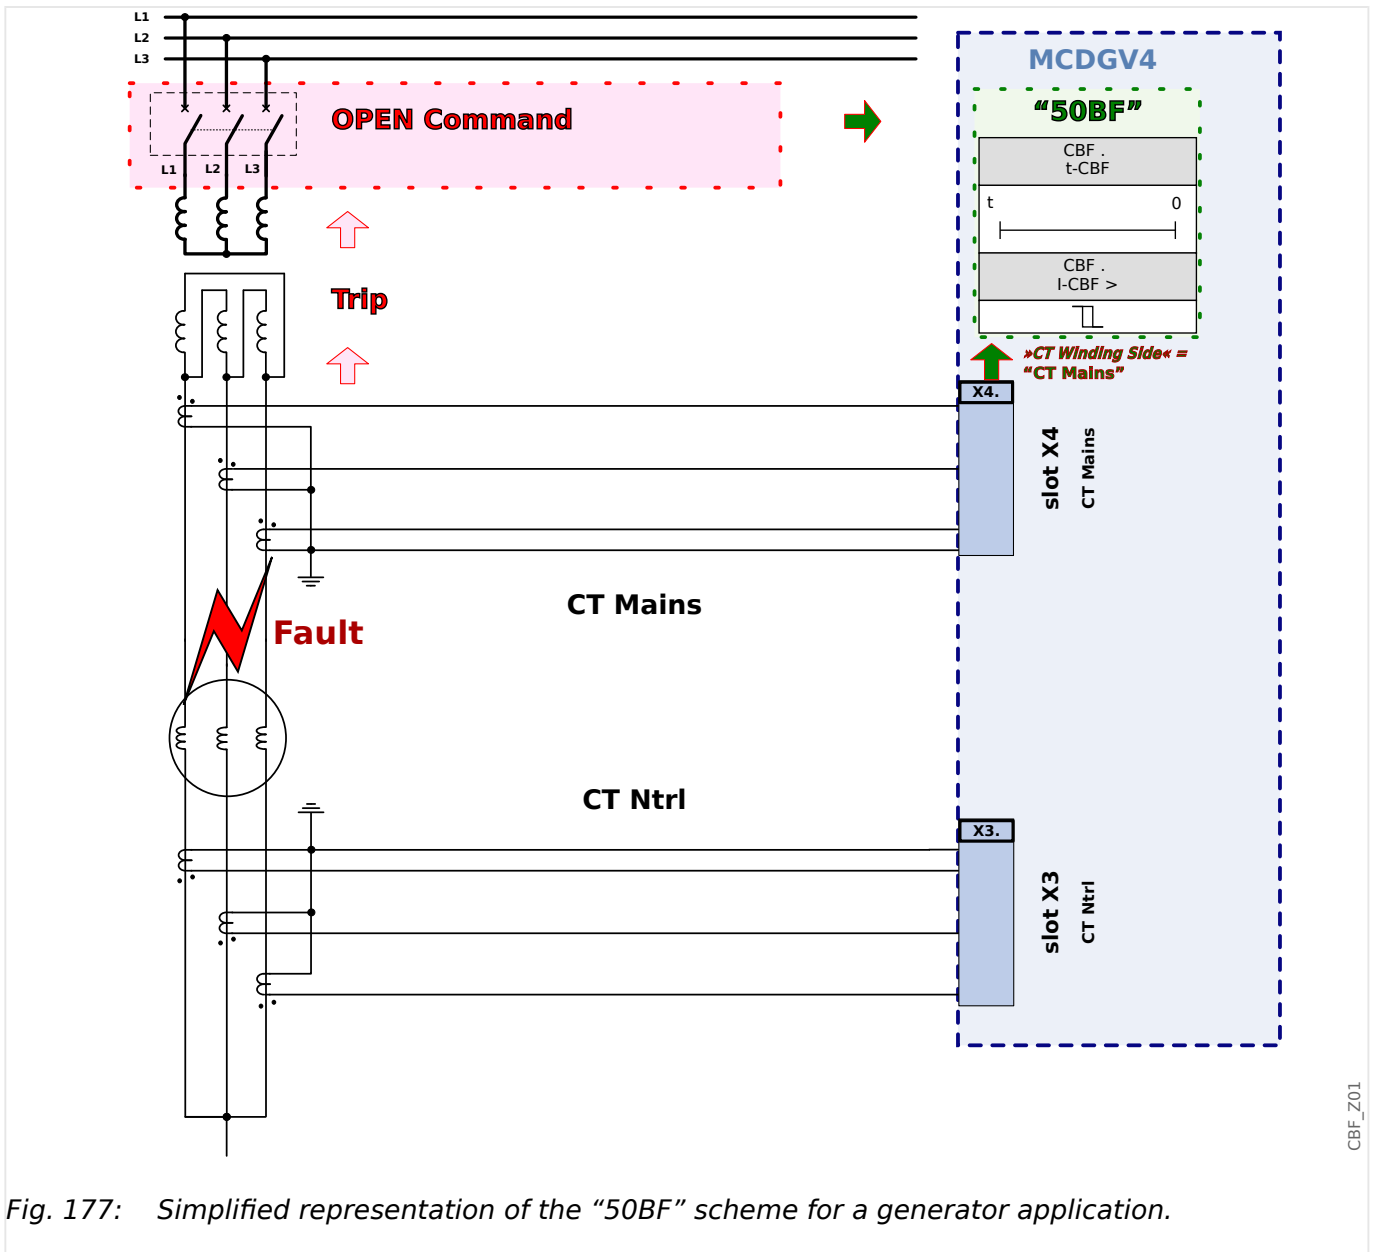 L1
L2
L3
MCDGV4
OPEN Command
“50BF”
CBF .
t-CBF
L1 L2 L3
t 0
CBF .
I-CBF >
Trip
»CT Winding Side« =
“CT Mains”
X4.
slot X4
CT Mains
CT Mains
Fault
CT Ntrl
X3.
slot X3
CT Ntrl
CBF_Z01
Fig. 177: Simplified representation of the “50BF” scheme for a generator application.